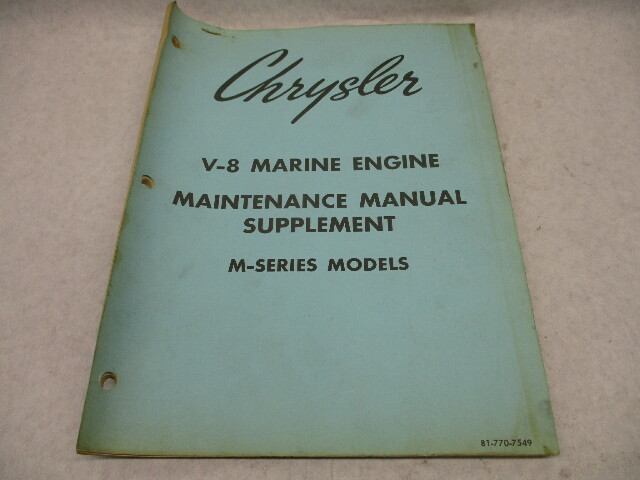 Chrysler
V-8 MARINE ENGINE
MAINTENANCE MANUAL
SUPPLEMENT
M-SERIES MODELS
81-770-7549